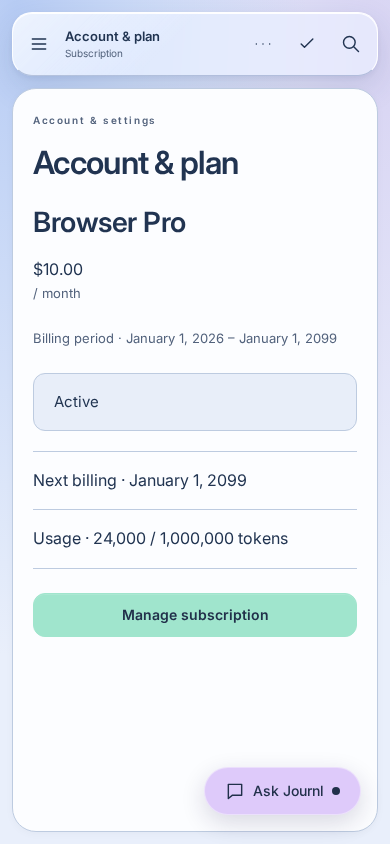 Account & plan
Subscription
...
Account & settings
Account & plan
Browser Pro
$10.00
/ month
Billing period · January 1, 2026 – January 1, 2099
Active
Next billing · January 1, 2099
Usage · 24,000 / 1,000,000 tokens
Manage subscription
Ask Journl